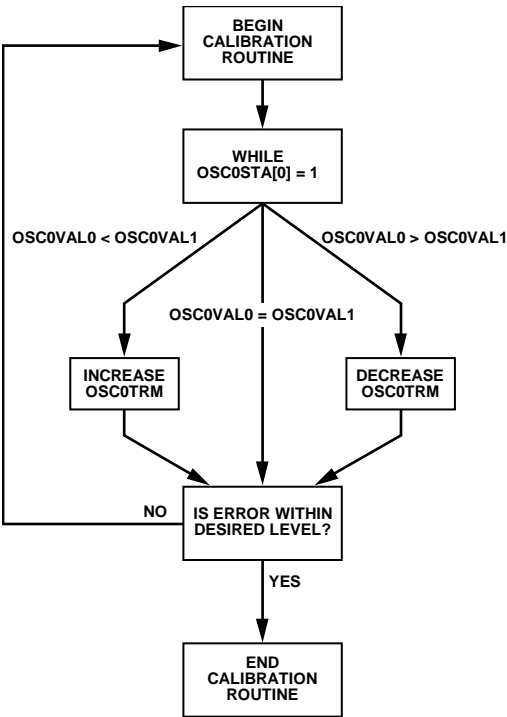 BEGIN
CALIBRATION
ROUTINE
WHILE
OSC0STA[0] = 1
OSC0VAL0 < OSC0VAL1
OSC0VAL0 > OSC0VAL1
OSC0VAL0 = OSC0VAL1
INCREASE
OSC0TRM
DECREASE
OSC0TRM
NO
IS ERROR WITHIN
DESIRED LEVEL?
YES
END
CALIBRATION
ROUTINE